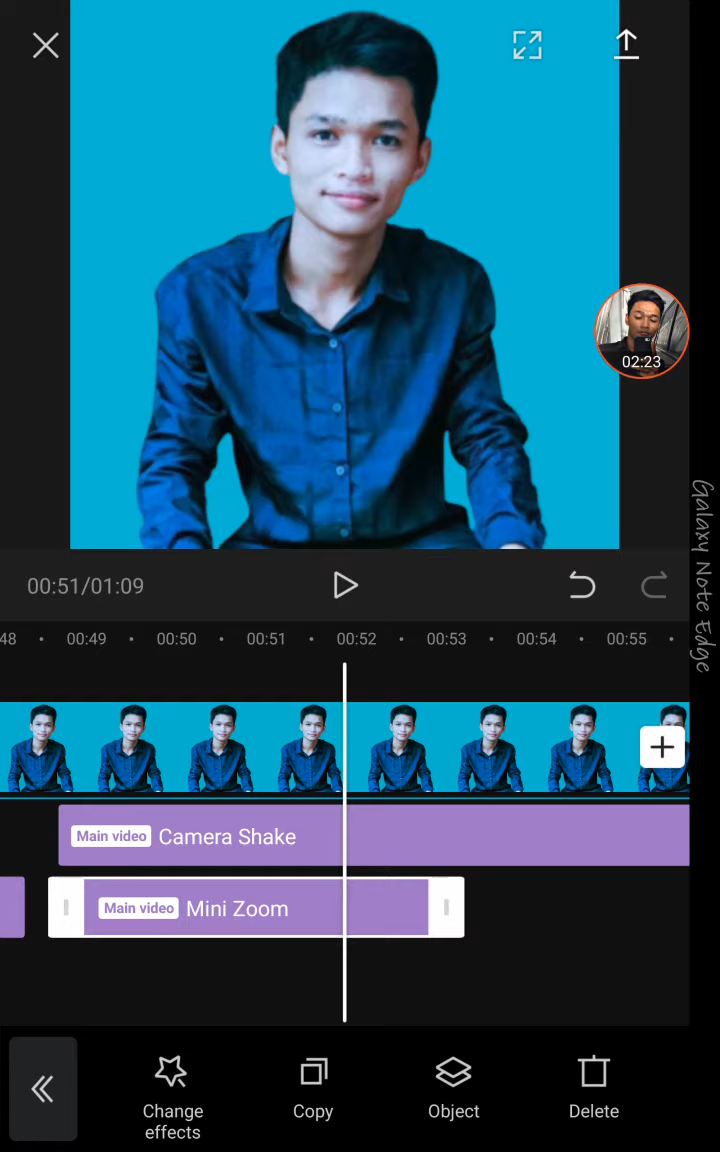 02:23
Galaxy Note Edge
00:51/01:09
48 00:49 00:50 00:51 00:52 00:53 00:54 00:55
Main video Camera Shake
Main video Mini Zoom
Change effects
Copy
Object
Delete